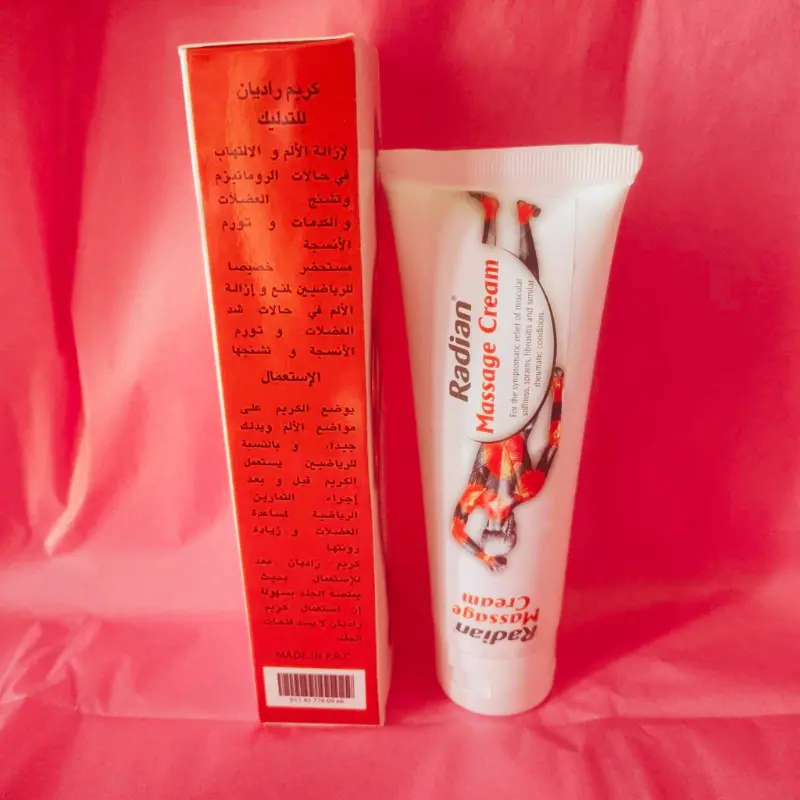 كريم راديان
للتدليك
لإزالة الألم و الالتهاب
في حالات الروماتيزم
وتشنج العضلات
و الكدمات و تورم
الأنسجة
مستحضر خصيصا
للرياضيين لمنع و إزالة
الألم في حالات شد
العضلات و تورم
الأنسجة و تشنجها
الإستعمال
يوضع الكريم على
مواضع الألم ويدلك
جيدا، و بالنسبة
للرياضيين يستعمل
الكريم قبل و بعد
إجراء التمارين
الرياضية لمساعدة
العضلات و زيادة
رونتها
كريم راديان معد
للإستعمال بحيث
يمتصه الجلد بسهولة
إن استعمال كريم
راديان لا يسد فتحات
الجلد
MADE IN P.R.C.
Radian®
Massage Cream
For the symptomatic relief of muscular
stiffness, sprains, fibrositis and similar
rheumatic condition.
Radian
Massage
Cream